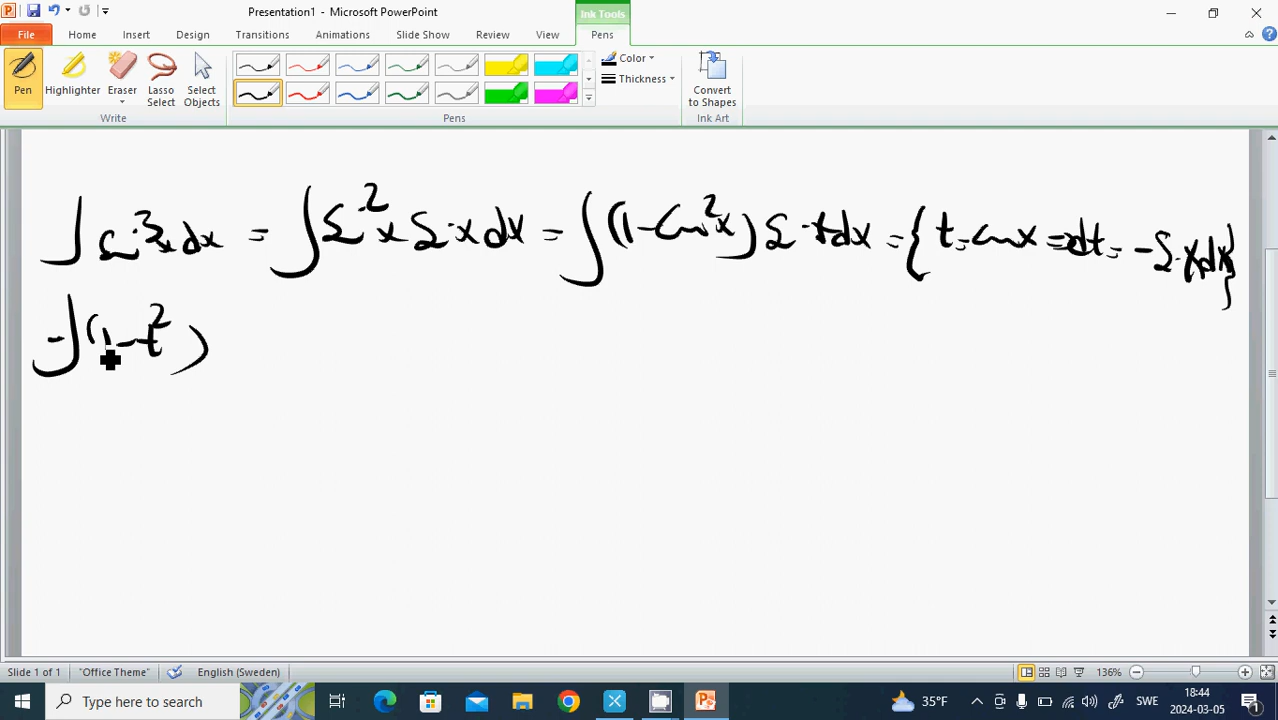 Presentation1 - Microsoft PowerPoint
Ink Tools
File Home Insert Design Transitions Animations Slide Show Review View Pens
Pen Highlighter Eraser Lasso Select Select Objects
Color
Thickness
Convert to Shapes
Write Pens Ink Art
∫ sin³x dx = ∫ sin²x sin x dx = ∫ (1-cos²x) sin x dx = { t = cos x ⇒ dt = - sin x dx }
-∫(1-t²)
Slide 1 of 1 "Office Theme" English (Sweden) 136%
Type here to search 35°F SWE 18:44
2024-03-05 1